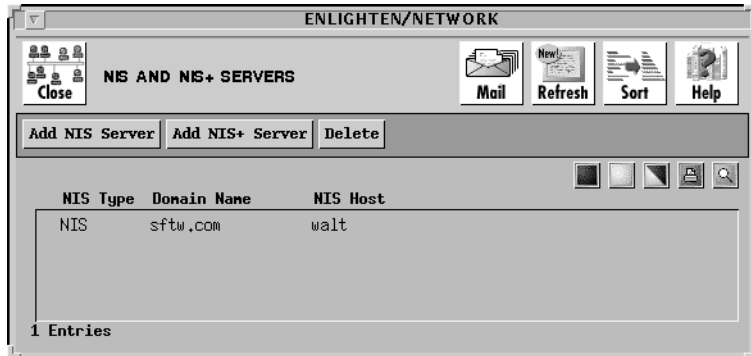 ENLIGHTEN/NETWORK
Close
NIS AND NIS+ SERVERS
Mail
New!
Refresh
Sort
Help
Add NIS Server
Add NIS+ Server
Delete
NIS Type Domain Name NIS Host
NIS sftw.com walt
1 Entries